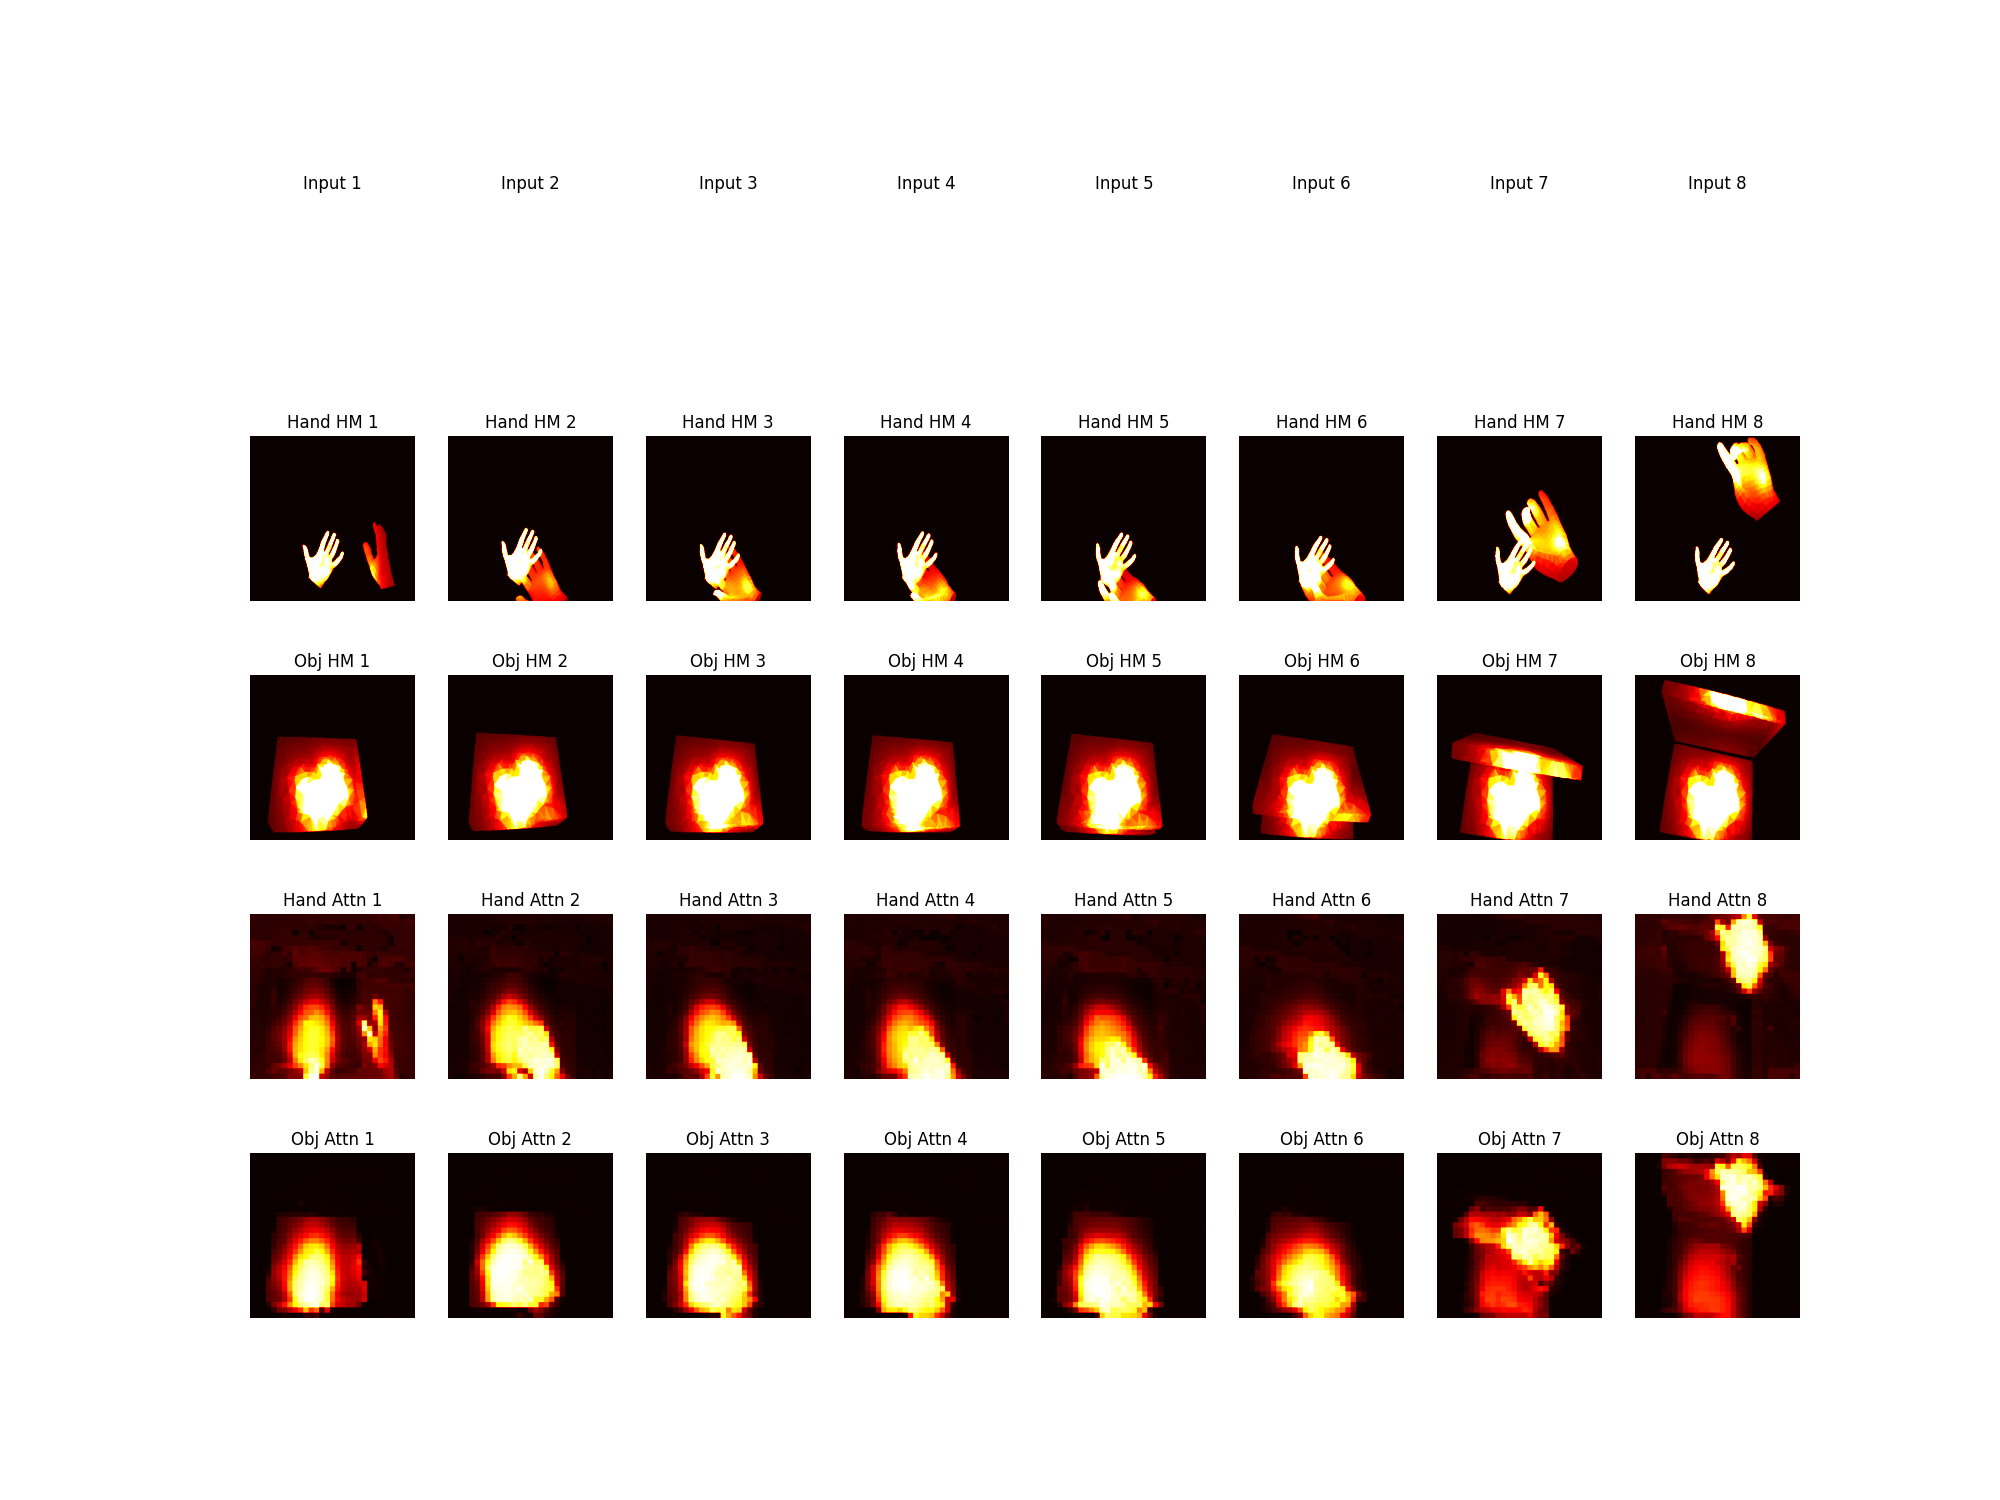 Input 1 Input 2 Input 3 Input 4 Input 5 Input 6 Input 7 Input 8
Hand HM 1 Hand HM 2 Hand HM 3 Hand HM 4 Hand HM 5 Hand HM 6 Hand HM 7 Hand HM 8
Obj HM 1 Obj HM 2 Obj HM 3 Obj HM 4 Obj HM 5 Obj HM 6 Obj HM 7 Obj HM 8
Hand Attn 1 Hand Attn 2 Hand Attn 3 Hand Attn 4 Hand Attn 5 Hand Attn 6 Hand Attn 7 Hand Attn 8
Obj Attn 1 Obj Attn 2 Obj Attn 3 Obj Attn 4 Obj Attn 5 Obj Attn 6 Obj Attn 7 Obj Attn 8